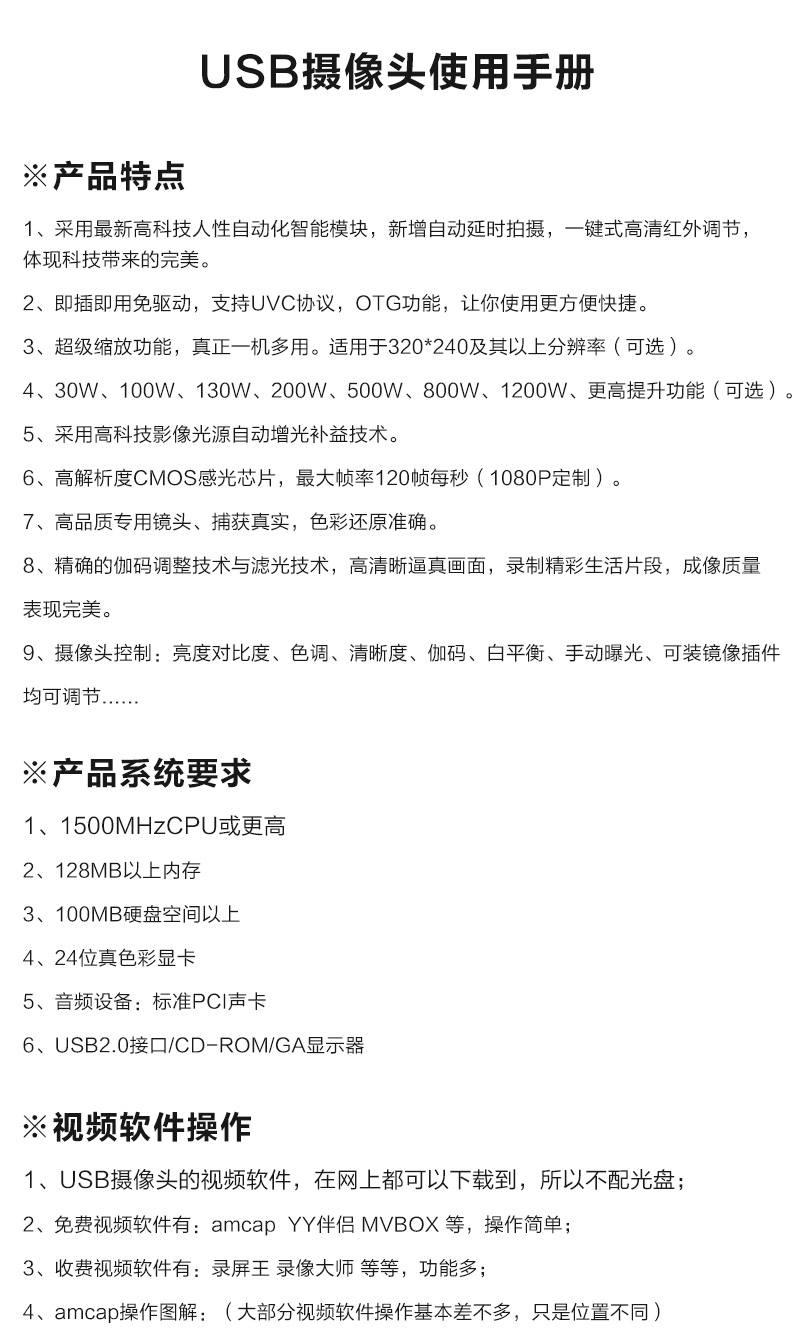 USB摄像头使用手册
※产品特点
1、采用最新高科技人性自动化智能模块，新增自动延时拍摄，一键式高清红外调节，
体现科技带来的完美。
2、即插即用免驱动，支持UVC协议，OTG功能，让你使用更方便快捷。
3、超级缩放功能，真正一机多用。适用于320*240及其以上分辨率（可选）。
4、30W、100W、130W、200W、500W、800W、1200W、更高提升功能（可选）。
5、采用高科技影像光源自动增光补益技术。
6、高解析度CMOS感光芯片，最大帧率120帧每秒（1080P定制）。
7、高品质专用镜头、捕获真实，色彩还原准确。
8、精确的伽码调整技术与滤光技术，高清晰逼真画面，录制精彩生活片段，成像质量
表现完美。
9、摄像头控制：亮度对比度、色调、清晰度、伽码、白平衡、手动曝光、可装镜像插件
均可调节……
※产品系统要求
1、1500MHzCPU或更高
2、128MB以上内存
3、100MB硬盘空间以上
4、24位真色彩显卡
5、音频设备：标准PCI声卡
6、USB2.0接口/CD-ROM/GA显示器
※视频软件操作
1、USB摄像头的视频软件，在网上都可以下载到，所以不配光盘；
2、免费视频软件有：amcap YY伴侣 MVBOX 等，操作简单；
3、收费视频软件有：录屏王 录像大师 等等，功能多；
4、amcap操作图解：（大部分视频软件操作基本差不多，只是位置不同）